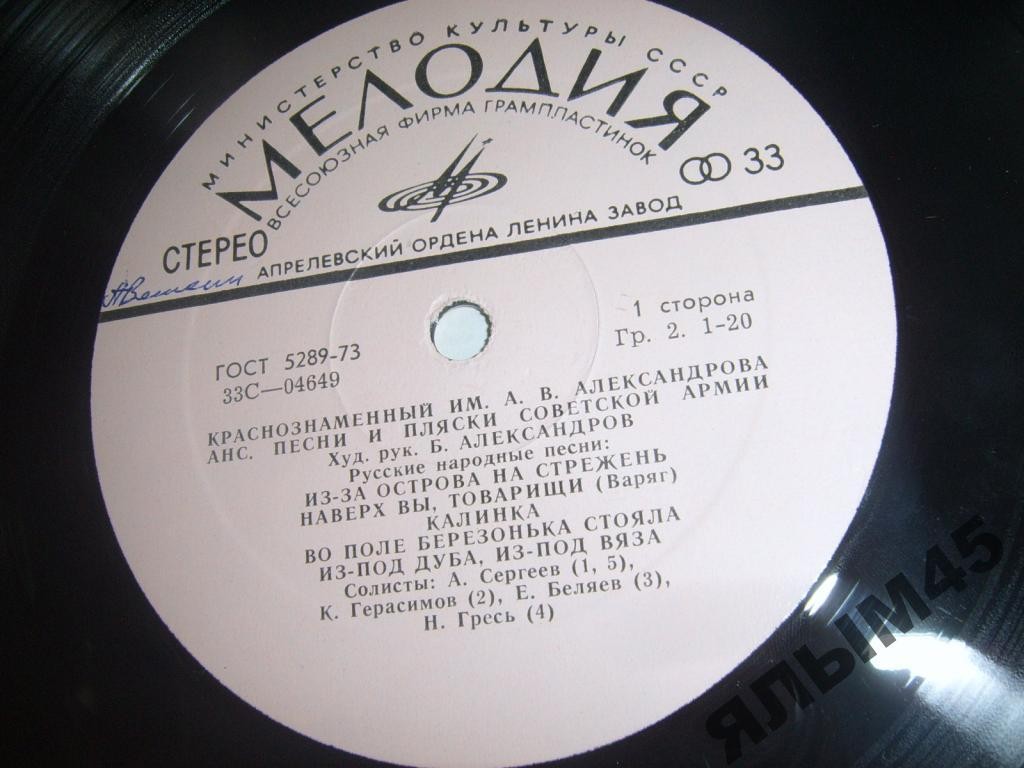 МИНИСТЕРСТВО КУЛЬТУРЫ СССР
МЕЛОДИЯ
ВСЕСОЮЗНАЯ ФИРМА ГРАМПЛАСТИНОК
33
СТЕРЕО
АПРЕЛЕВСКИЙ ОРДЕНА ЛЕНИНА ЗАВОД
1 сторона
Гр. 2. 1-20
ГОСТ 5289-73
33С—04649
КРАСНОЗНАМЕННЫЙ ИМ. А. В. АЛЕКСАНДРОВА
АНС. ПЕСНИ И ПЛЯСКИ СОВЕТСКОЙ АРМИИ
Худ. рук. Б. АЛЕКСАНДРОВ
Русские народные песни:
ИЗ-ЗА ОСТРОВА НА СТРЕЖЕНЬ
НАВЕРХ ВЫ, ТОВАРИЩИ (Варяг)
КАЛИНКА
ВО ПОЛЕ БЕРЕЗОНЬКА СТОЯЛА
ИЗ-ПОД ДУБА, ИЗ-ПОД ВЯЗА
Солисты: А. Сергеев (1, 5),
К. Герасимов (2), Е. Беляев (3),
Н. Гресь (4)
ЯЛЫМ45